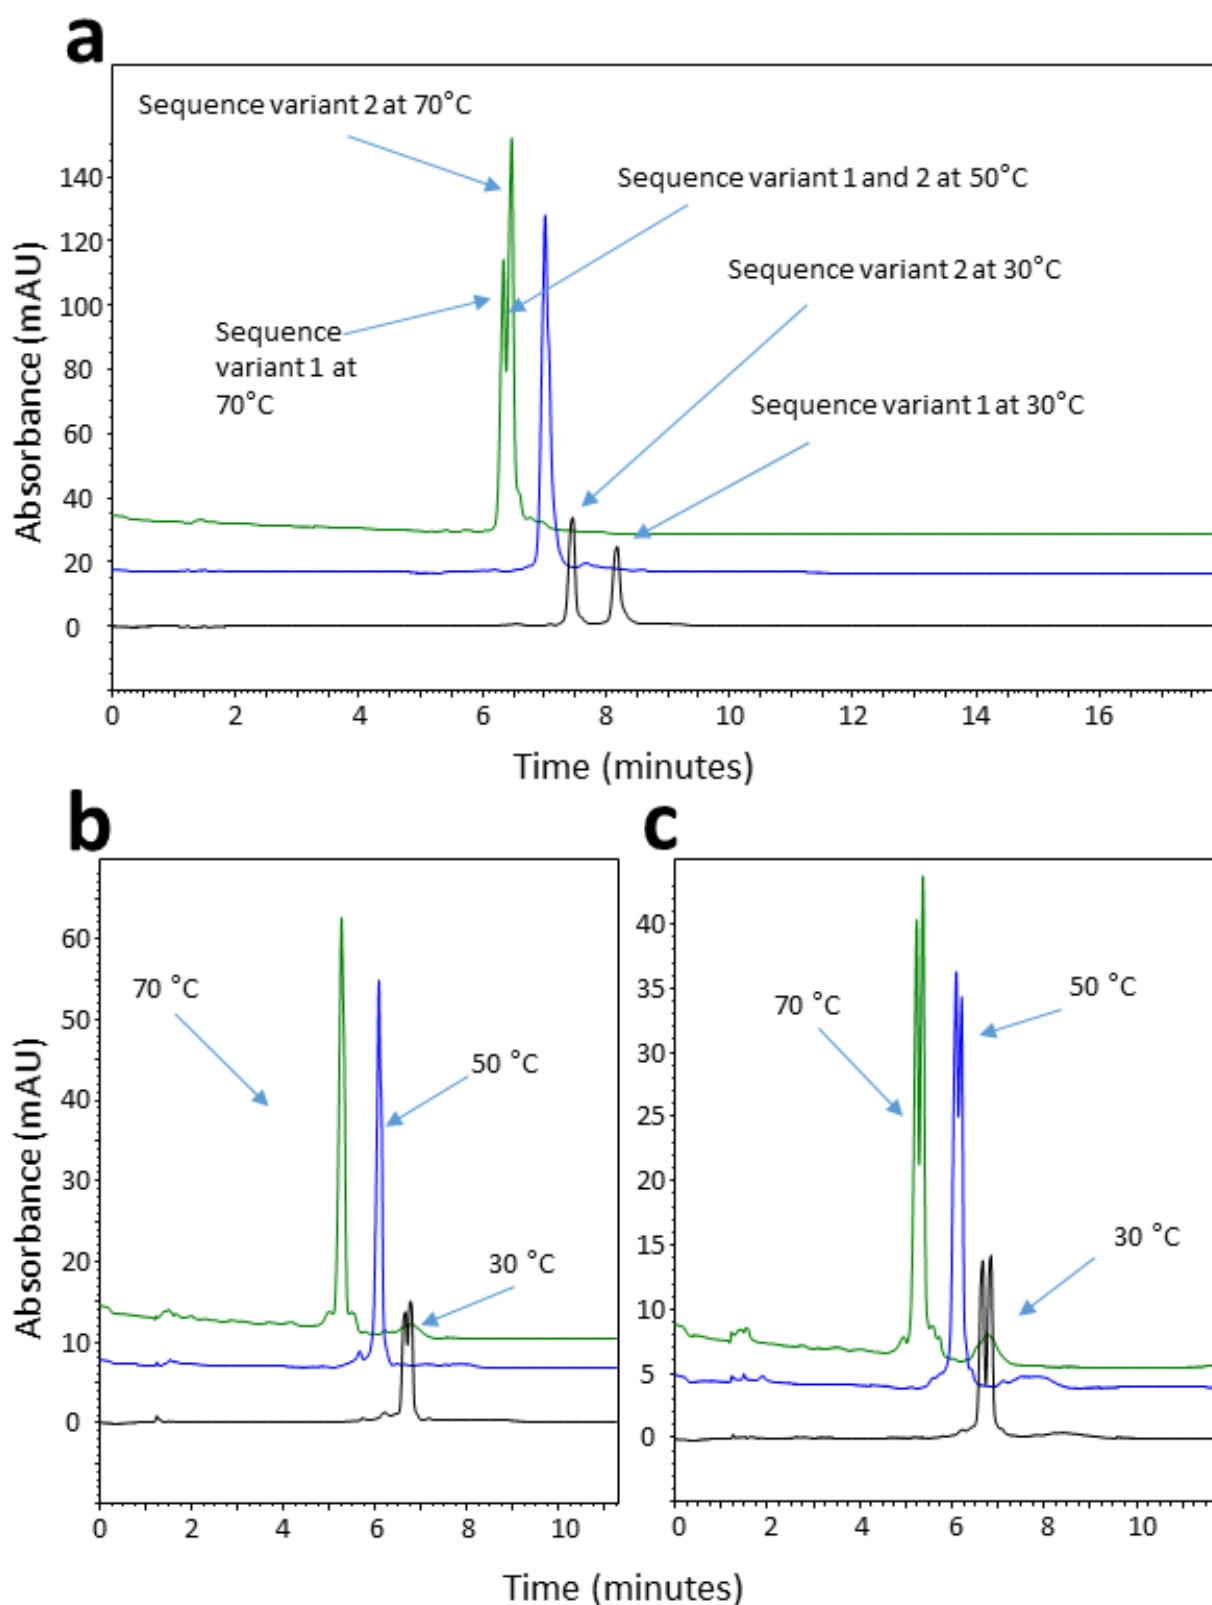 a
Sequence variant 2 at 70°C
Sequence variant 1 and 2 at 50°C
Sequence variant 2 at 30°C
Sequence
variant 1 at
70°C
Sequence variant 1 at 30°C
Absorbance (mAU)
140
120
100
80
60
40
20
0
0 2 4 6 8 10 12 14 16
Time (minutes)
b
70 °C
50 °C
30 °C
Absorbance (mAU)
60
50
40
30
20
10
0
0 2 4 6 8 10
c
70 °C
50 °C
30 °C
40
35
30
25
20
15
10
5
0
0 2 4 6 8 10
Time (minutes)